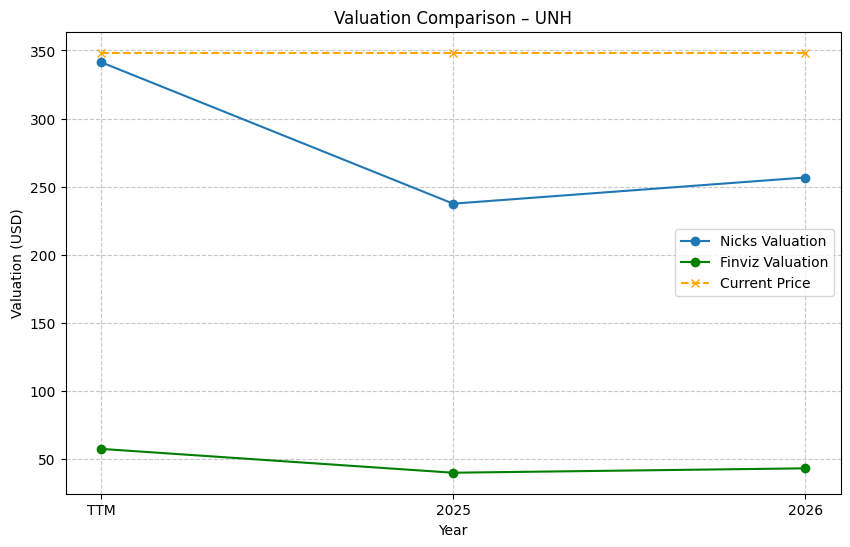 Valuation Comparison – UNH
Valuation (USD)
350
300
250
200
150
100
50
Nicks Valuation
Finviz Valuation
Current Price
TTM
2025
2026
Year